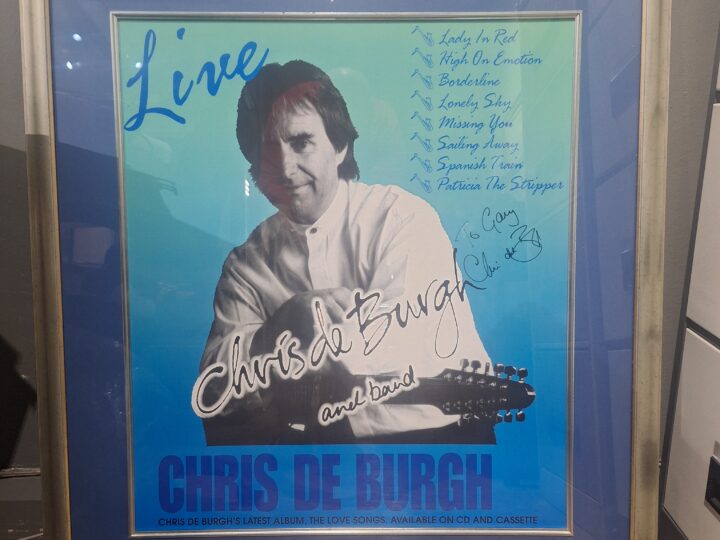 Live
Lady In Red
High On Emotion
Borderline
Lonely Sky
Missing You
Sailing Away
Spanish Train
Patricia The Stripper
To Gary
Chris de Burgh
and band
CHRIS DE BURGH
CHRIS DE BURGH'S LATEST ALBUM, THE LOVE SONGS, AVAILABLE ON CD AND CASSETTE